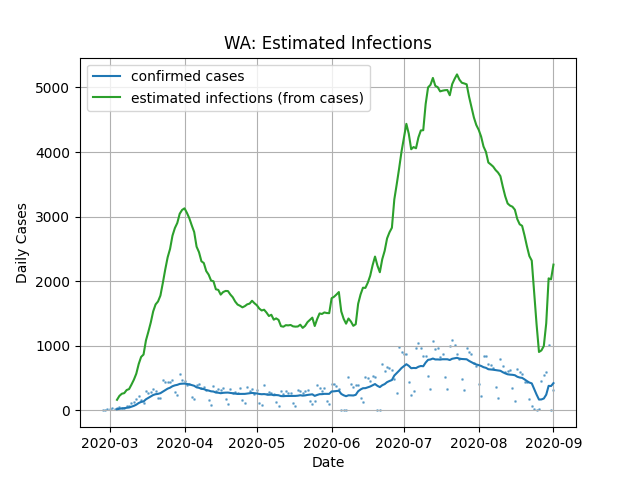 WA: Estimated Infections
confirmed cases
estimated infections (from cases)
Daily Cases
5000
4000
3000
2000
1000
0
2020-03 2020-04 2020-05 2020-06 2020-07 2020-08 2020-09
Date